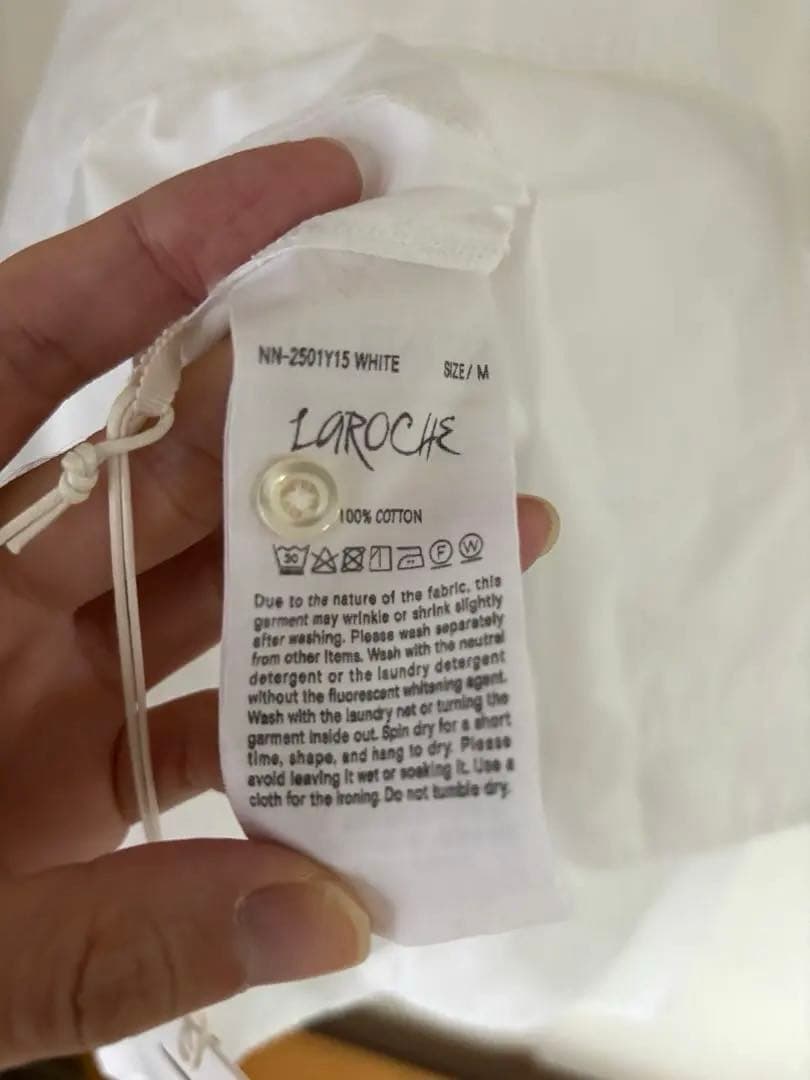 NN-2501Y15 WHITE SIZE/ M
LAROCHE
100% COTTON
30 F W
Due to the nature of the fabric, this
garment may wrinkle or shrink slightly
after washing. Please wash separately
from other items. Wash with the neutral
detergent or the laundry detergent
without the fluorescent whitening agent.
Wash with the laundry net or turning the
garment inside out. Spin dry for a short
time, shape, and hang to dry. Please
avoid leaving it wet or soaking it. Use a
cloth for the ironing. Do not tumble dry.